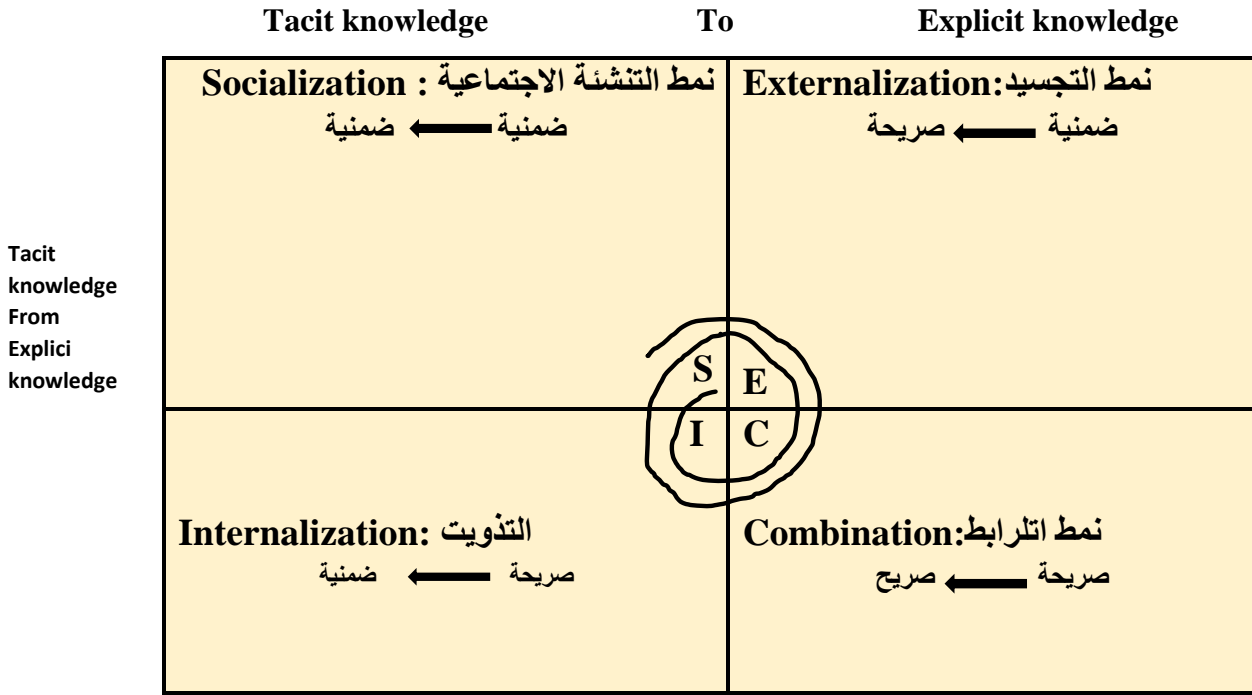 Tacit knowledge To Explicit knowledge
Socialization : نمط التنشئة الاجتماعية
ضمنية ضمنية
Externalization:نمط التجسيد
ضمنية صريحة
Tacit
knowledge
From
Explici
knowledge
S E
I C
Internalization: التذويت
صريحة ضمنية
Combination:نمط اتلرابط
صريحة صريح